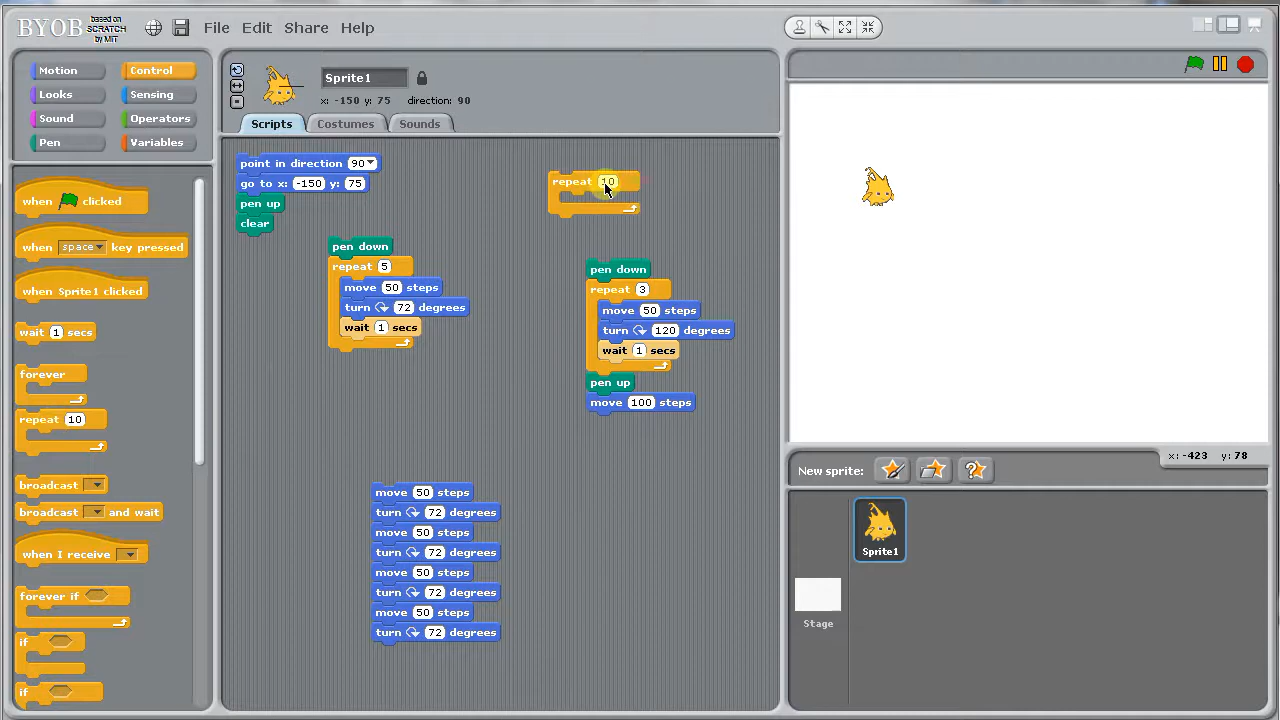 BYOB based on SCRATCH by MIT File Edit Share Help
Motion Control
Looks Sensing
Sound Operators
Pen Variables
when clicked
when space key pressed
when Sprite1 clicked
wait 1 secs
forever
repeat 10
broadcast
broadcast and wait
when I receive
forever if
if
if
Sprite1
x: -150 y: 75 direction: 90
Scripts Costumes Sounds
point in direction 90
go to x: -150 y: 75
pen up
clear
pen down
repeat 5
move 50 steps
turn 72 degrees
wait 1 secs
repeat 10
pen down
repeat 3
move 50 steps
turn 120 degrees
wait 1 secs
pen up
move 100 steps
move 50 steps
turn 72 degrees
move 50 steps
turn 72 degrees
move 50 steps
turn 72 degrees
move 50 steps
turn 72 degrees
x: -423 y: 78
New sprite:
Sprite1
Stage